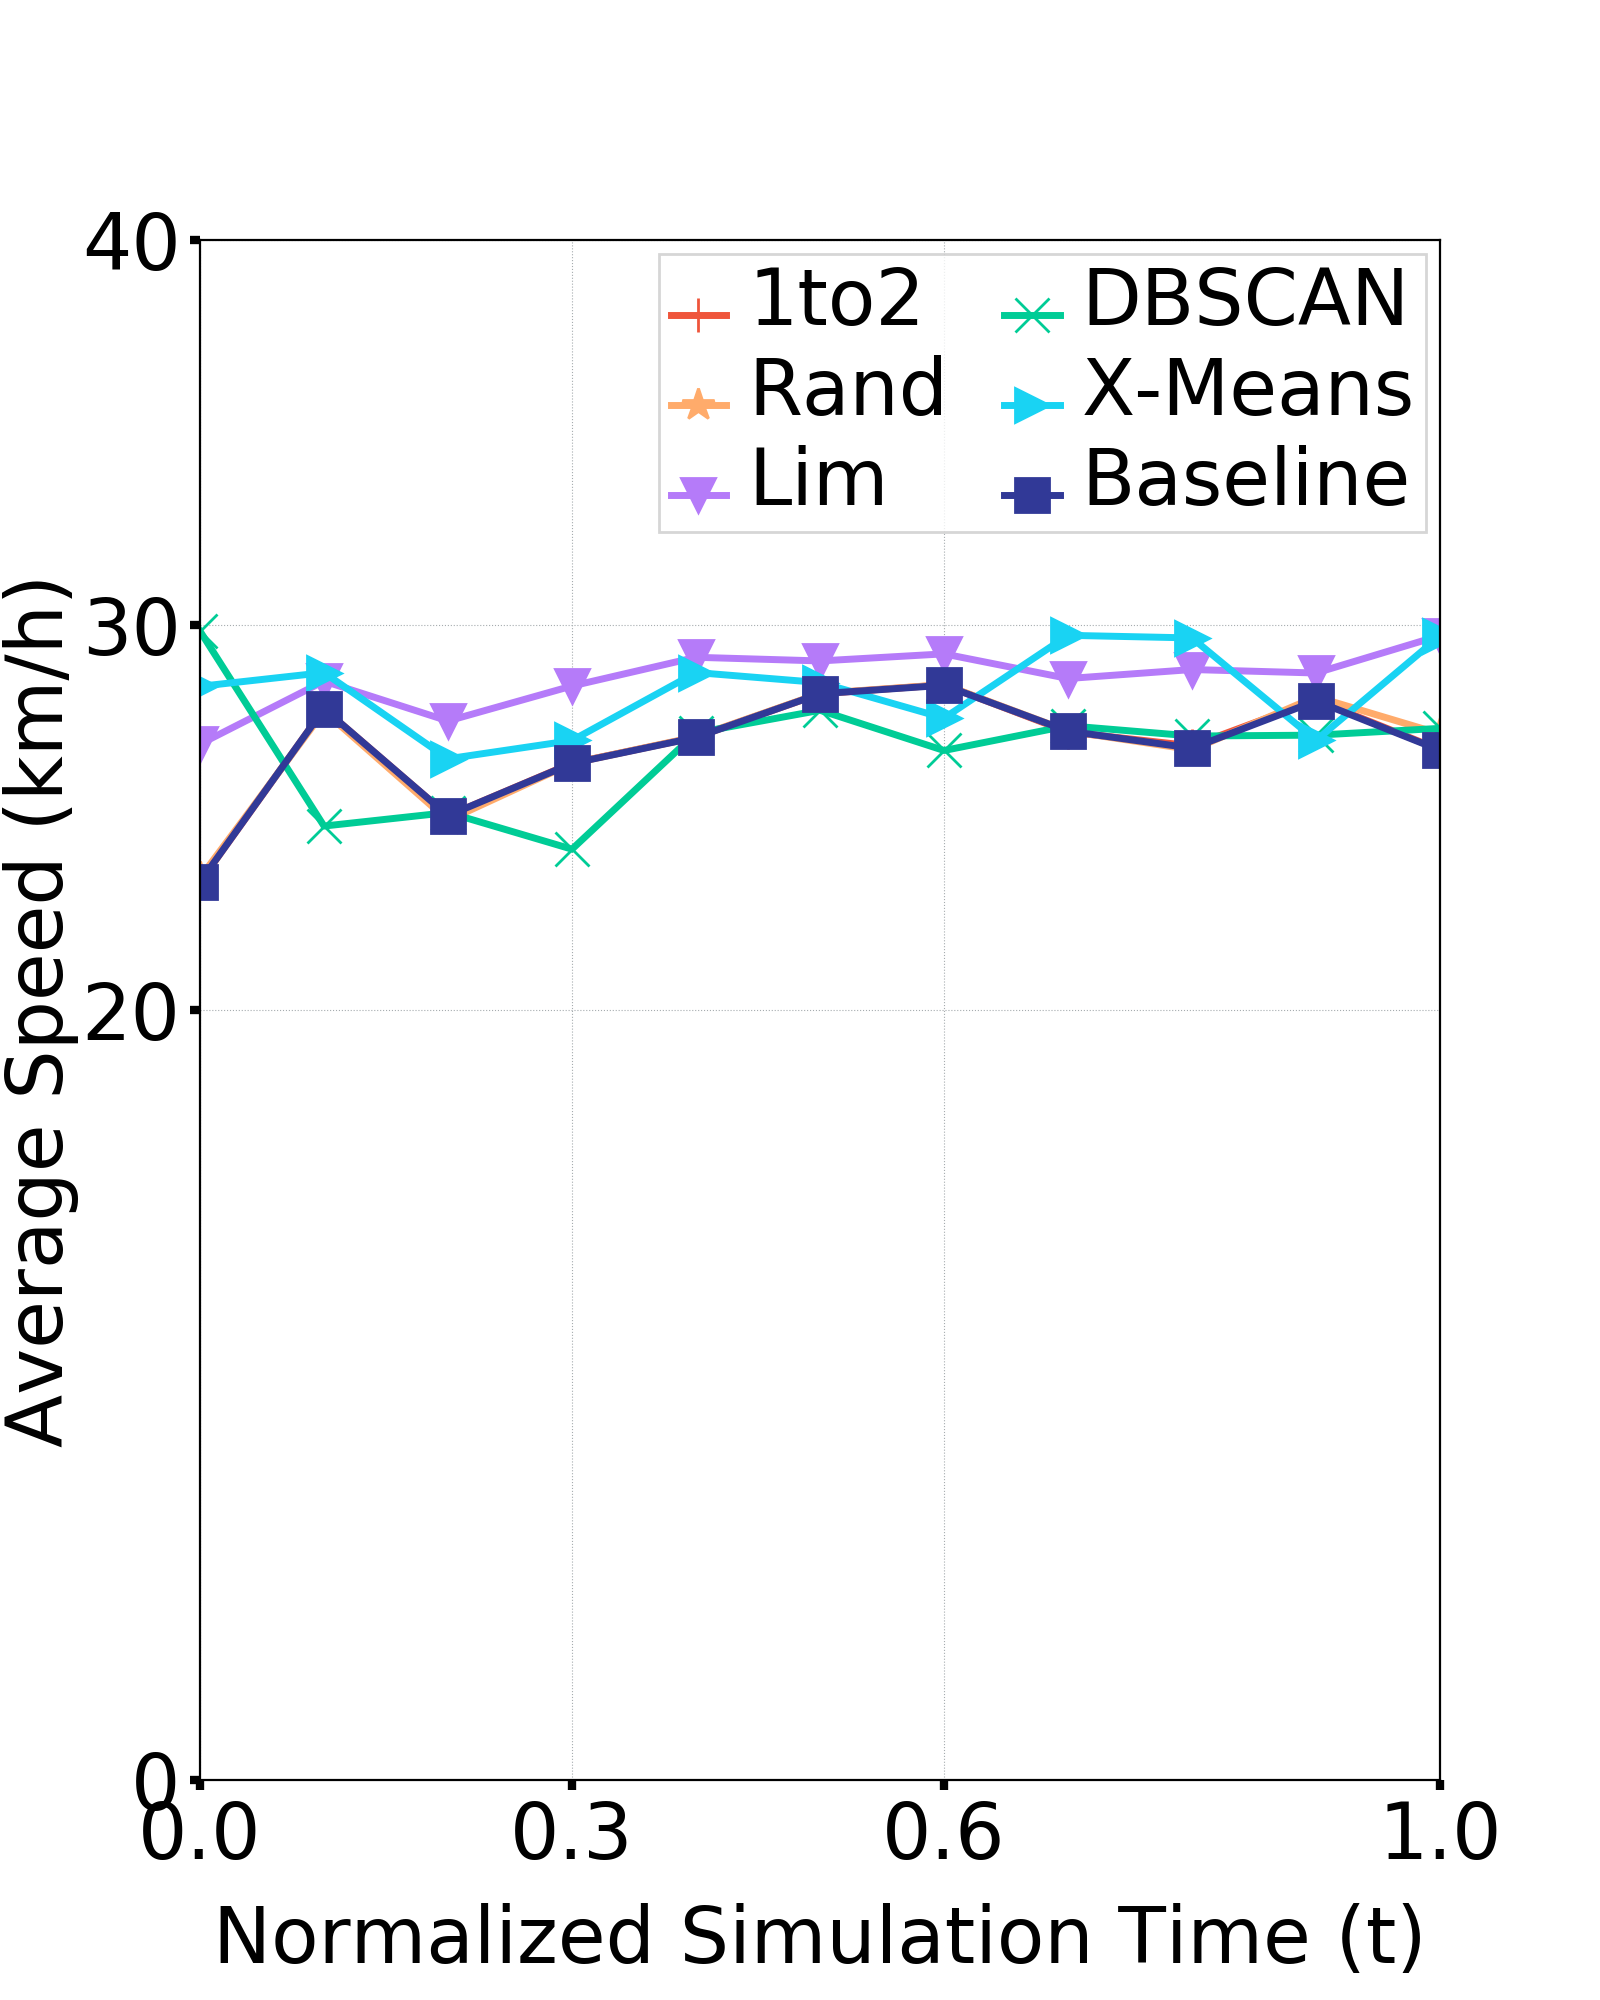 40
30
20
0
Average Speed (km/h)
1to2
Rand
Lim
DBSCAN
X-Means
Baseline
0.0 0.3 0.6 1.0
Normalized Simulation Time (t)